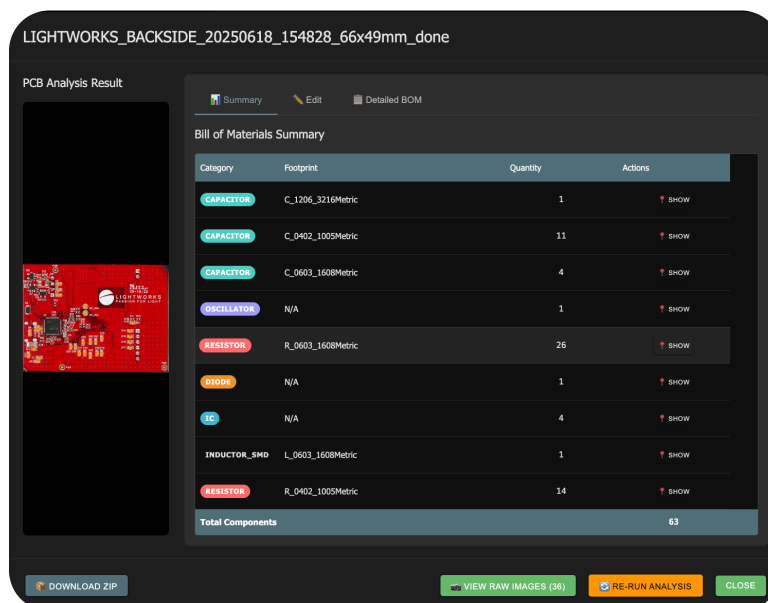 LIGHTWORKS_BACKSIDE_20250618_154828_66x49mm_done
PCB Analysis Result
Summary Edit Detailed BOM
Bill of Materials Summary
Category Footprint Quantity Actions
CAPACITOR C_1206_3216Metric 1 SHOW
CAPACITOR C_0402_1005Metric 11 SHOW
CAPACITOR C_0603_1608Metric 4 SHOW
OSCILLATOR N/A 1 SHOW
RESISTOR R_0603_1608Metric 26 SHOW
DIODE N/A 1 SHOW
IC N/A 4 SHOW
INDUCTOR_SMD L_0603_1608Metric 1 SHOW
RESISTOR R_0402_1005Metric 14 SHOW
Total Components 63
LIGHTWORKS
PASSION FOR LIGHT
DOWNLOAD ZIP VIEW RAW IMAGES (36) RE-RUN ANALYSIS CLOSE